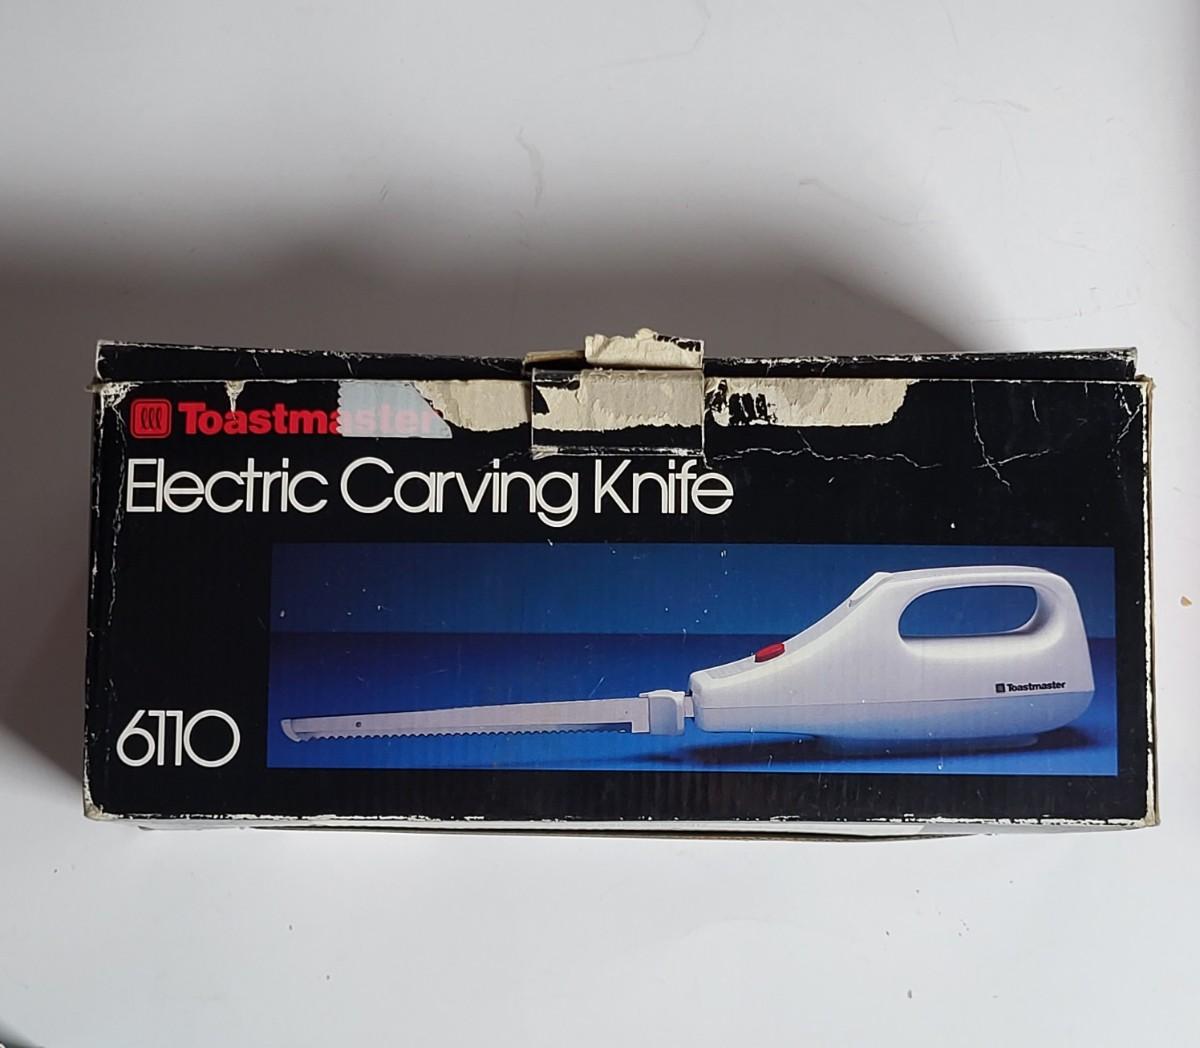 Toastmaster
Electric Carving Knife
6110
Toastmaster